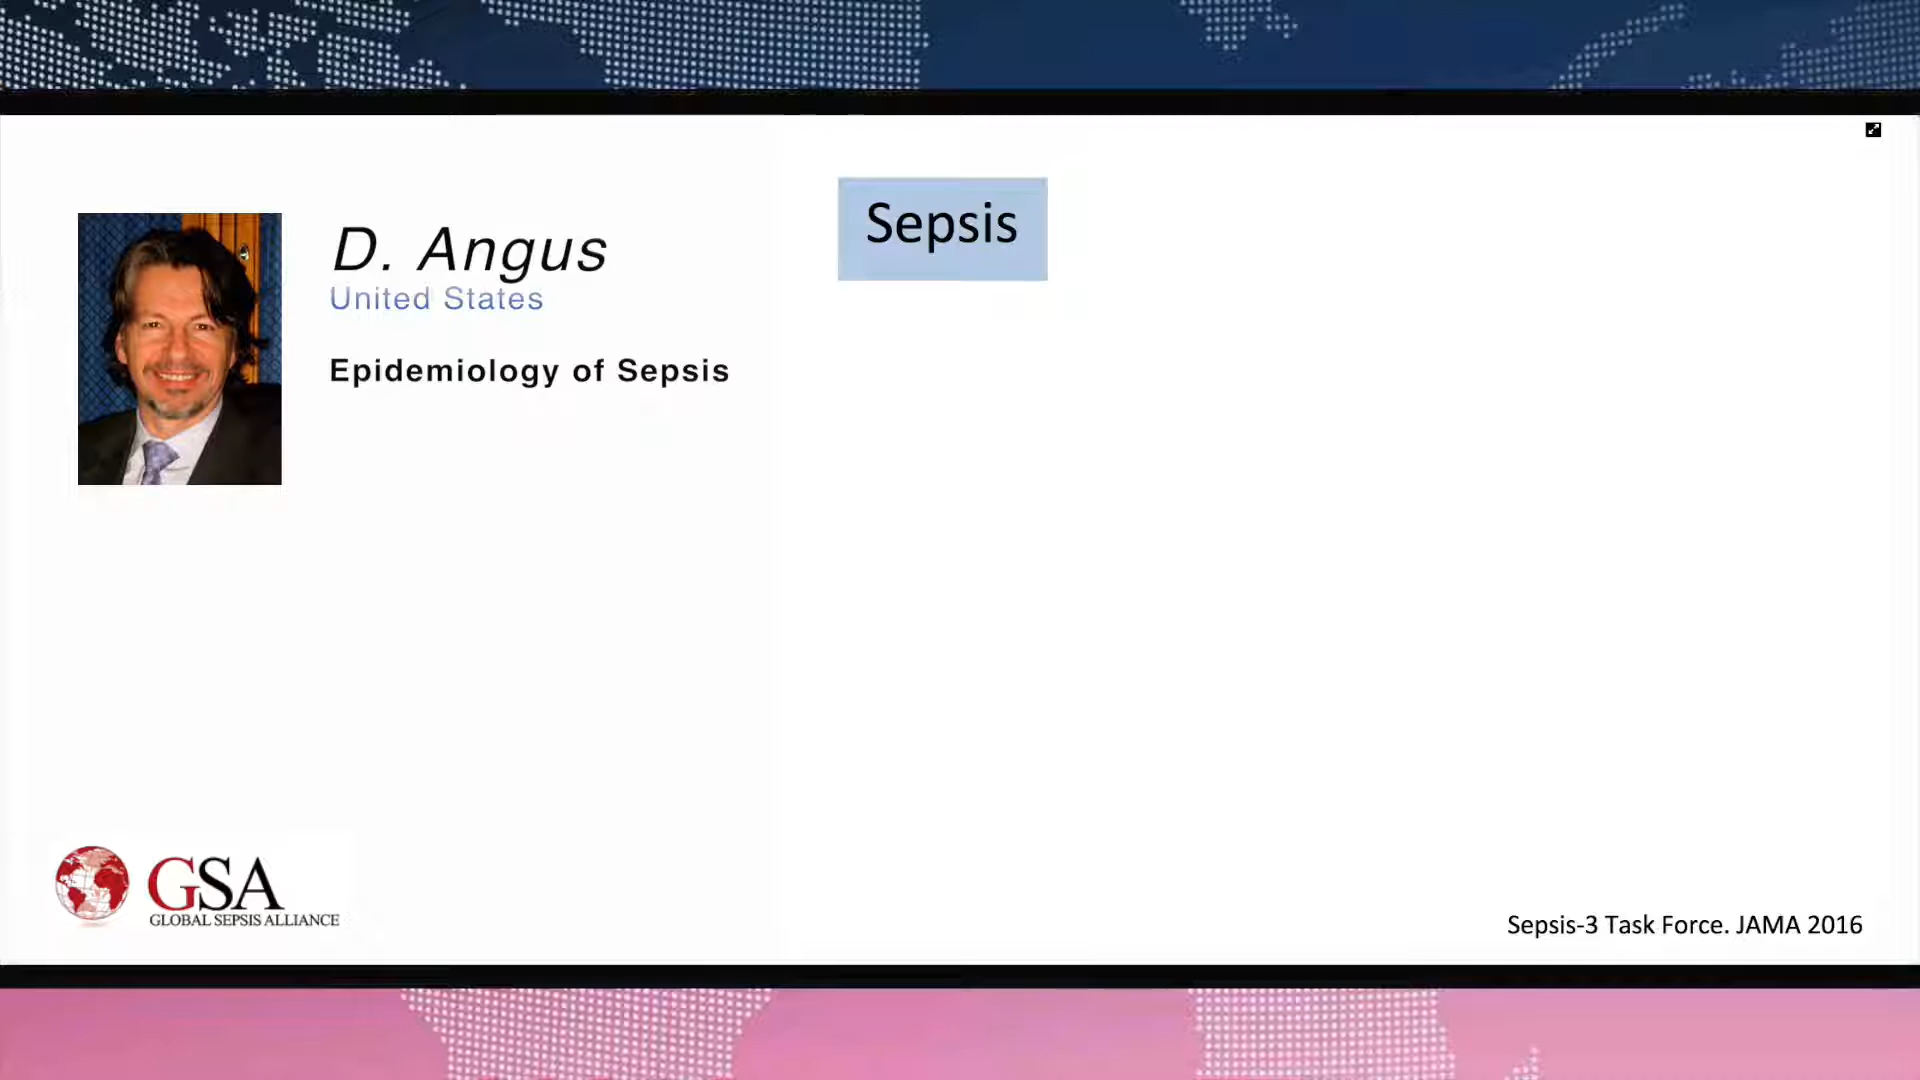 D. Angus
United States
Epidemiology of Sepsis
Sepsis
GSA
GLOBAL SEPSIS ALLIANCE
Sepsis-3 Task Force. JAMA 2016